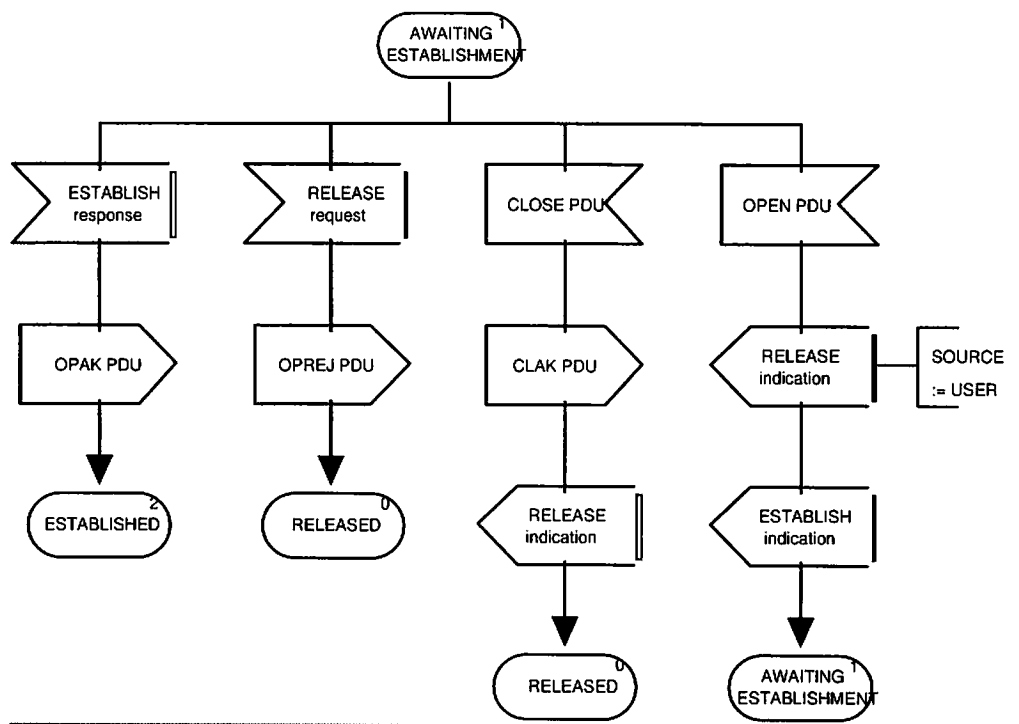 AWAITING 1
ESTABLISHMENT
ESTABLISH
response
RELEASE
request
CLOSE PDU
OPEN PDU
OPAK PDU
OPREJ PDU
CLAK PDU
RELEASE
indication
SOURCE
:= USER
2
ESTABLISHED
0
RELEASED
RELEASE
indication
ESTABLISH
indication
0
RELEASED
AWAITING 1
ESTABLISHMENT